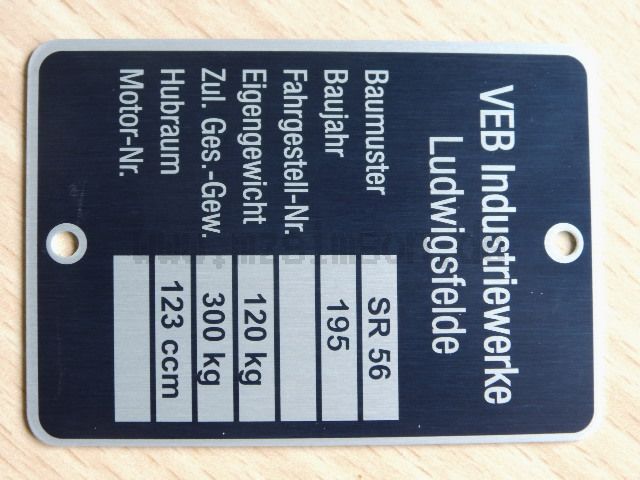 VEB Industriewerke
Ludwigsfelde
Baumuster SR 56
Baujahr 195
Fahrgestell-Nr.
Eigengewicht 120 kg
Zul. Ges.-Gew. 300 kg
Hubraum 123 ccm
Motor-Nr.